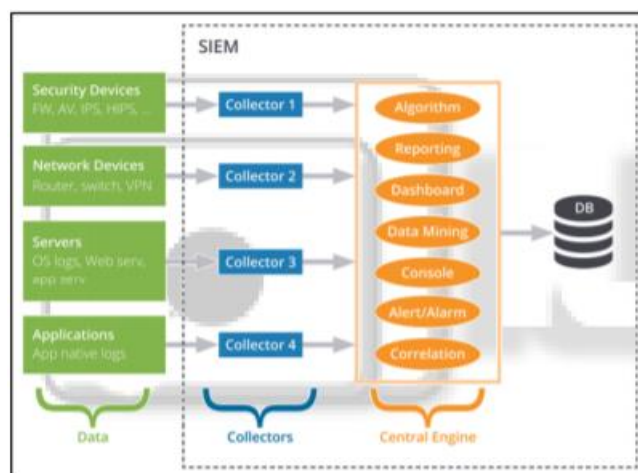 SIEM
Security Devices
FW, AV, IPS, HIPS, ...
Collector 1
Network Devices
Router, switch, VPN
Collector 2
Servers
OS logs, Web serv,
app serv
Collector 3
Applications
App native logs
Collector 4
Algorithm
Reporting
Dashboard
Data Mining
Console
Alert/Alarm
Correlation
DB
Data
Collectors
Central Engine